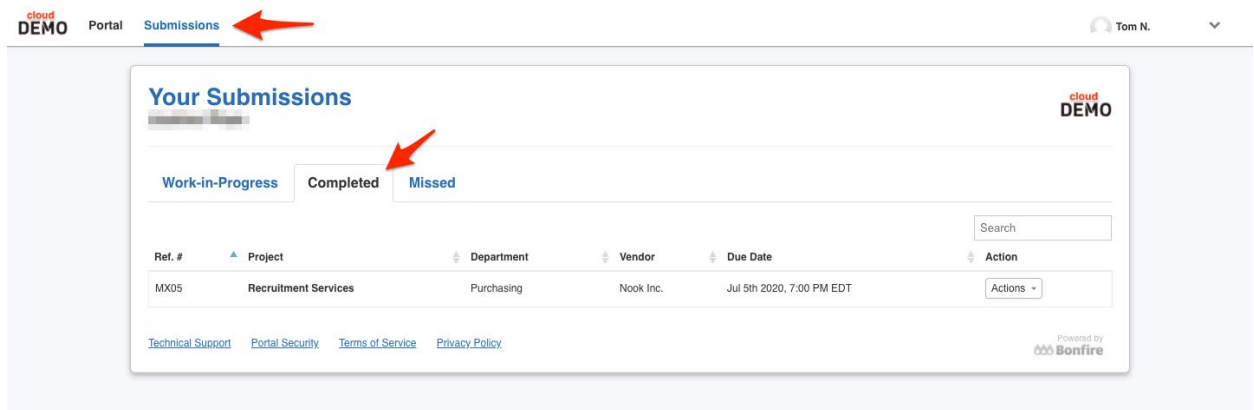 cloud
DEMO Portal Submissions Tom N.
Your Submissions
cloud
DEMO
Work-in-Progress Completed Missed
Search
Ref. # Project Department Vendor Due Date Action
MX05 Recruitment Services Purchasing Nook Inc. Jul 5th 2020, 7:00 PM EDT Actions
Technical Support Portal Security Terms of Service Privacy Policy
Powered by
Bonfire